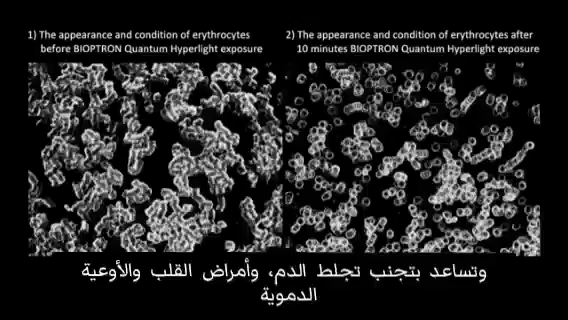 1) The appearance and condition of erythrocytes
before BIOPTRON Quantum Hyperlight exposure
2) The appearance and condition of erythrocytes after
10 minutes BIOPTRON Quantum Hyperlight exposure
وتساعد بتجنب تجلط الدم، وأمراض القلب والأوعية
الدموية